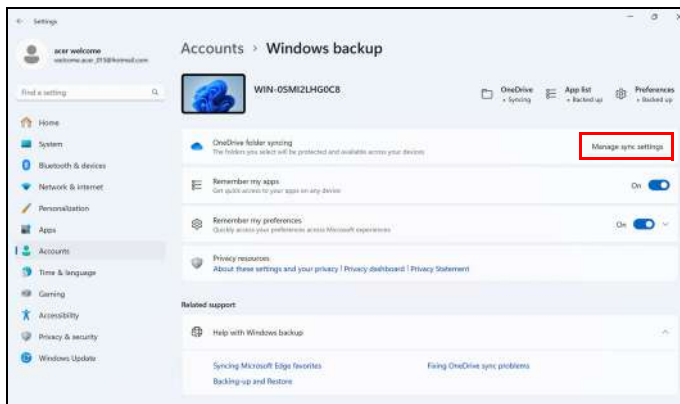 Settings
acer welcome
Find a setting
Home
System
Bluetooth & devices
Network & internet
Personalization
Apps
Accounts
Time & language
Gaming
Accessibility
Privacy & security
Windows Update
Accounts > Windows backup
WIN-0SMI2LHG0C8
OneDrive
• Syncing
App list
• Backed up
Preferences
• Backed up
OneDrive folder syncing
The folders you select will be protected and available across your devices
Manage sync settings
Remember my apps
Get quick access to your apps on any device
On
Remember my preferences
Quickly access your preferences across Microsoft experiences
On
Privacy resources
About these settings and your privacy | Privacy dashboard | Privacy Statement
Related support
Help with Windows backup
Syncing Microsoft Edge favorites
Fixing OneDrive sync problems
Backing-up and Restore